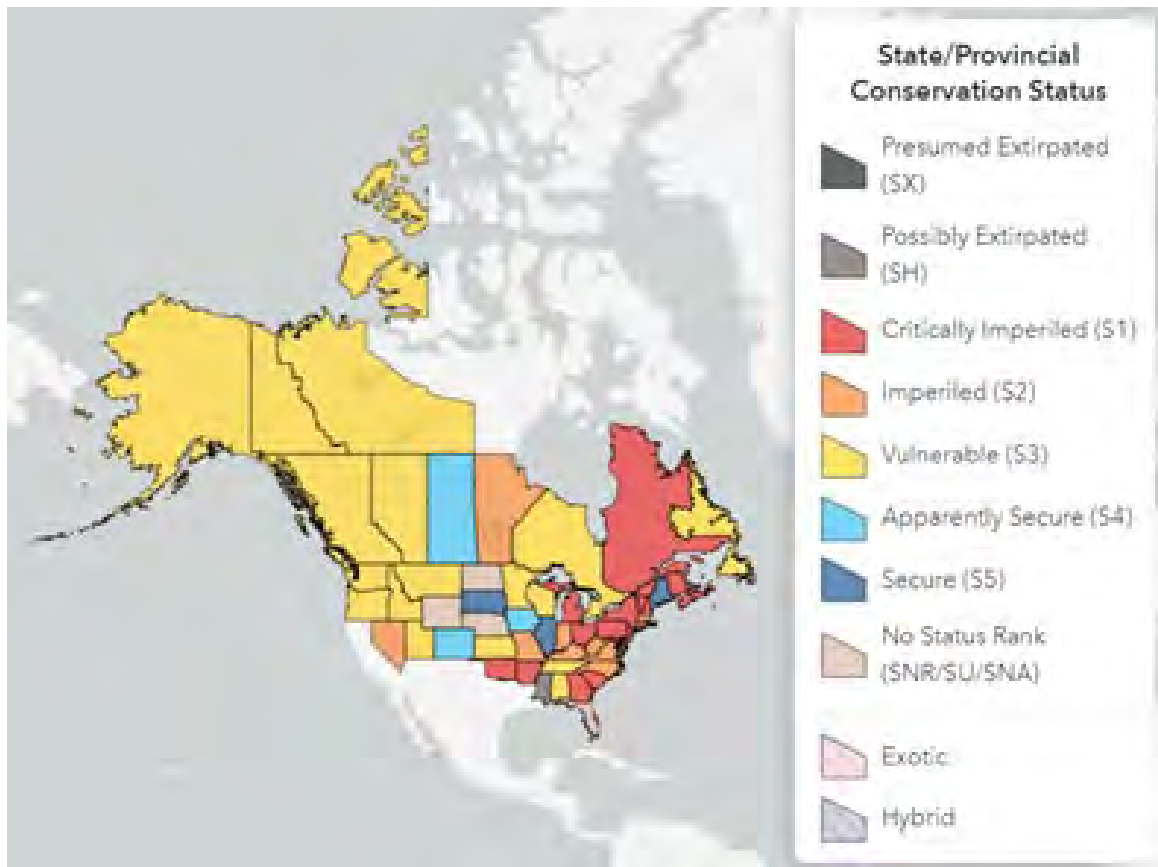 State/Provincial
Conservation Status
Presumed Extirpated
(SX)
Possibly Extirpated
(SH)
Critically Imperiled (S1)
Imperiled (S2)
Vulnerable (S3)
Apparently Secure (S4)
Secure (S5)
No Status Rank
(SNR/SU/SNA)
Exotic
Hybrid